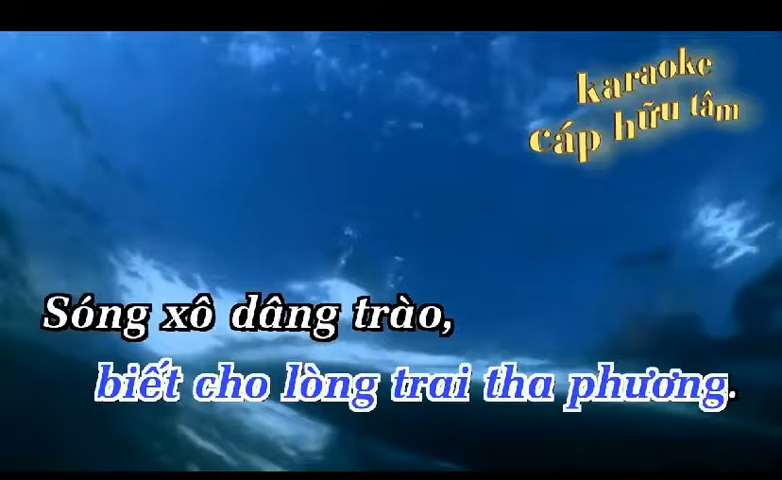 karaoke
cáp hữu tâm
Sóng xô dâng trào,
biết cho lòng trai tha phương.